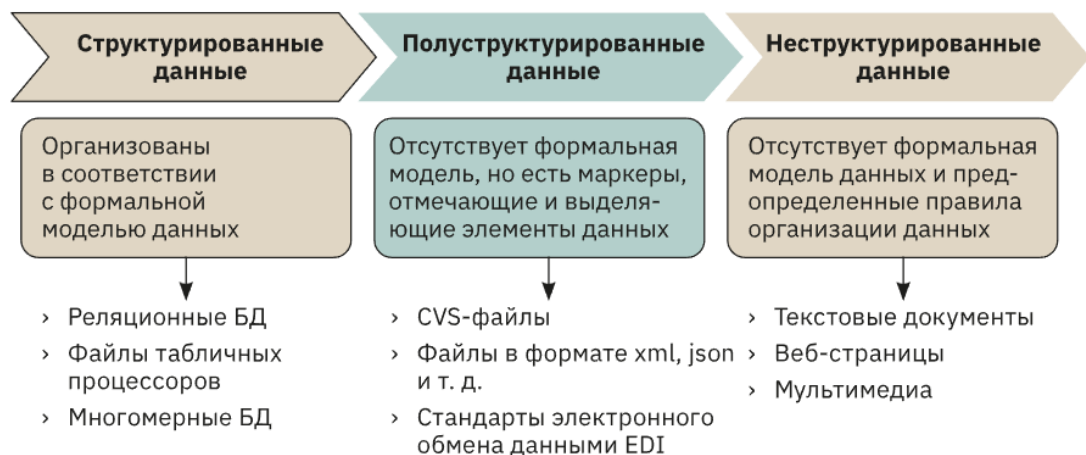 Структурированные
данные
Полуструктурированные
данные
Неструктурированные
данные
Организованы
в соответствии
с формальной
моделью данных
Отсутствует формальная
модель, но есть маркеры,
отмечающие и выделя-
ющие элементы данных
Отсутствует формальная
модель данных и пред-
определенные правила
организации данных
› Реляционные БД
› Файлы табличных
процессоров
› Многомерные БД
› CVS-файлы
› Файлы в формате xml, json
и т. д.
› Стандарты электронного
обмена данными EDI
› Текстовые документы
› Веб-страницы
› Мультимедиа